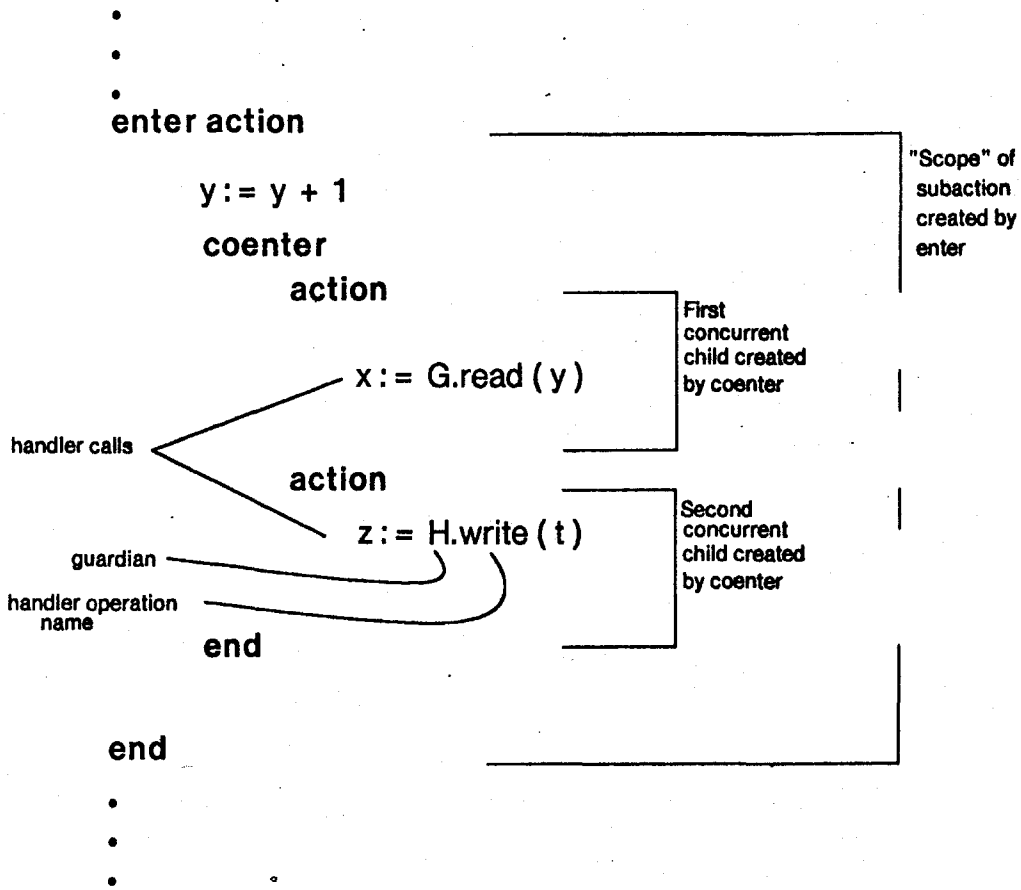 enter action
"Scope" of
subaction
created by
enter
y := y + 1
coenter
action
First
concurrent
child created
by coenter
x := G.read ( y )
handler calls
action
Second
concurrent
child created
by coenter
z := H.write ( t )
guardian
handler operation
name
end
end